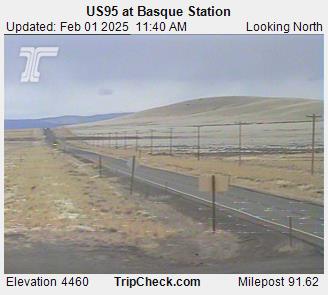 US95 at Basque Station
Updated: Feb 01 2025 11:40 AM Looking North
Elevation 4460 TripCheck.com Milepost 91.62